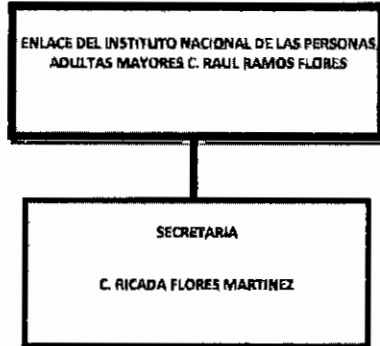 ENLACE DEL INSTITUTO NACIONAL DE LAS PERSONAS
ADULTAS MAYORES C. RAUL RAMOS FLORES
SECRETARIA
C. RICADA FLORES MARTINEZ